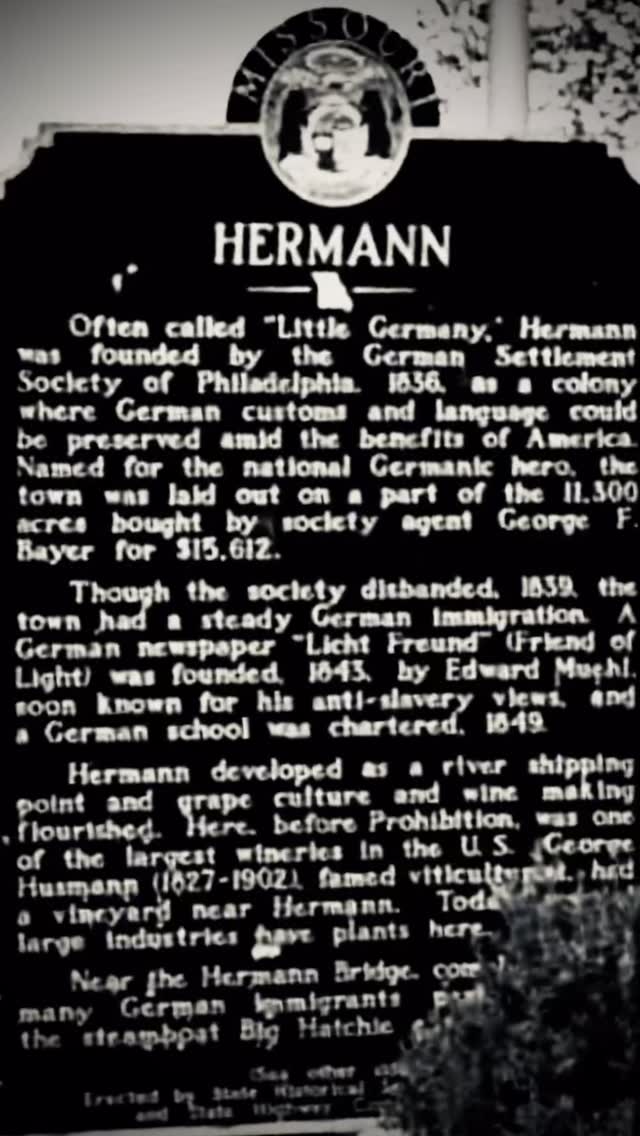 MISSOURI
HERMANN
Often called "Little Germany," Hermann
was founded by the German Settlement
Society of Philadelphia, 1836, as a colony
where German customs and language could
be preserved amid the benefits of America.
Named for the national Germanic hero, the
town was laid out on a part of the 11,300
acres bought by society agent George F.
Bayer for $15,612.
Though the society disbanded, 1839, the
town had a steady German immigration. A
German newspaper "Licht Freund" (Friend of
Light) was founded, 1843, by Edward Muehl,
soon known for his anti-slavery views, and
a German school was chartered, 1849.
Hermann developed as a river shipping
point and grape culture and wine making
flourished. Here, before Prohibition, was one
of the largest wineries in the U.S. George
Husmann (1827-1902), famed viticulturist, had
a vineyard near Hermann.
large industries have plants here.
Near the Hermann Bridge,
many German immigrants
the steamboat Big Hatchie
(See other
Erected by State Historical
and State Highway